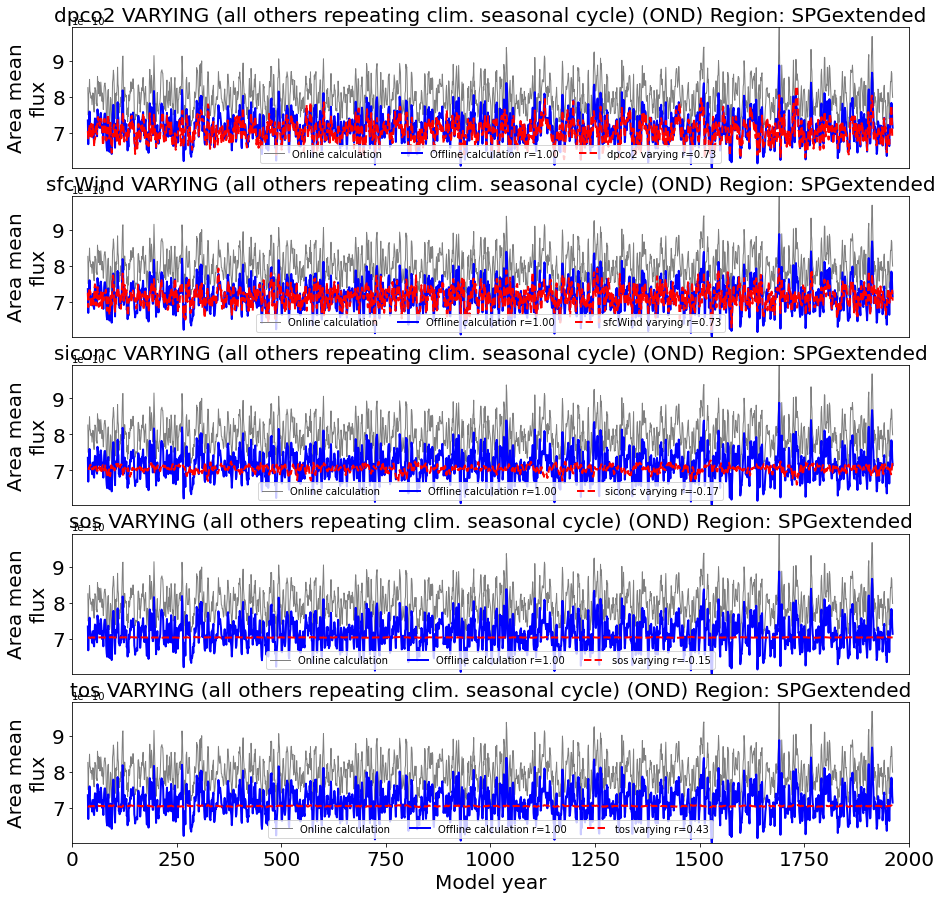 dpco2 VARYING (all others repeating clim. seasonal cycle) (OND) Region: SPGextended
1e−10
Area mean
flux
9
8
7
Online calculation
Offline calculation r=1.00
dpco2 varying r=0.73
sfcWind VARYING (all others repeating clim. seasonal cycle) (OND) Region: SPGextended
1e−10
Area mean
flux
9
8
7
Online calculation
Offline calculation r=1.00
sfcWind varying r=0.73
siconc VARYING (all others repeating clim. seasonal cycle) (OND) Region: SPGextended
1e−10
Area mean
flux
9
8
7
Online calculation
Offline calculation r=1.00
siconc varying r=-0.17
sos VARYING (all others repeating clim. seasonal cycle) (OND) Region: SPGextended
1e−10
Area mean
flux
9
8
7
Online calculation
Offline calculation r=1.00
sos varying r=-0.15
tos VARYING (all others repeating clim. seasonal cycle) (OND) Region: SPGextended
1e−10
Area mean
flux
9
8
7
Online calculation
Offline calculation r=1.00
tos varying r=0.43
0 250 500 750 1000 1250 1500 1750 2000
Model year